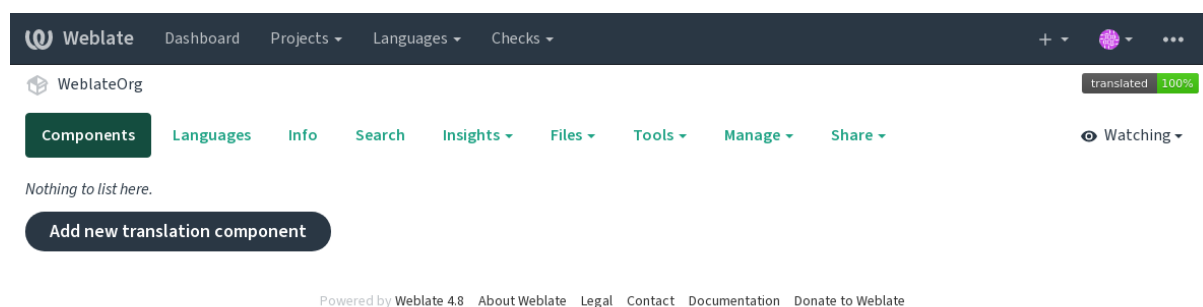 Weblate Dashboard Projects Languages Checks
WeblateOrg translated 100%
Components Languages Info Search Insights Files Tools Manage Share Watching
Nothing to list here.
Add new translation component
Powered by Weblate 4.8 About Weblate Legal Contact Documentation Donate to Weblate